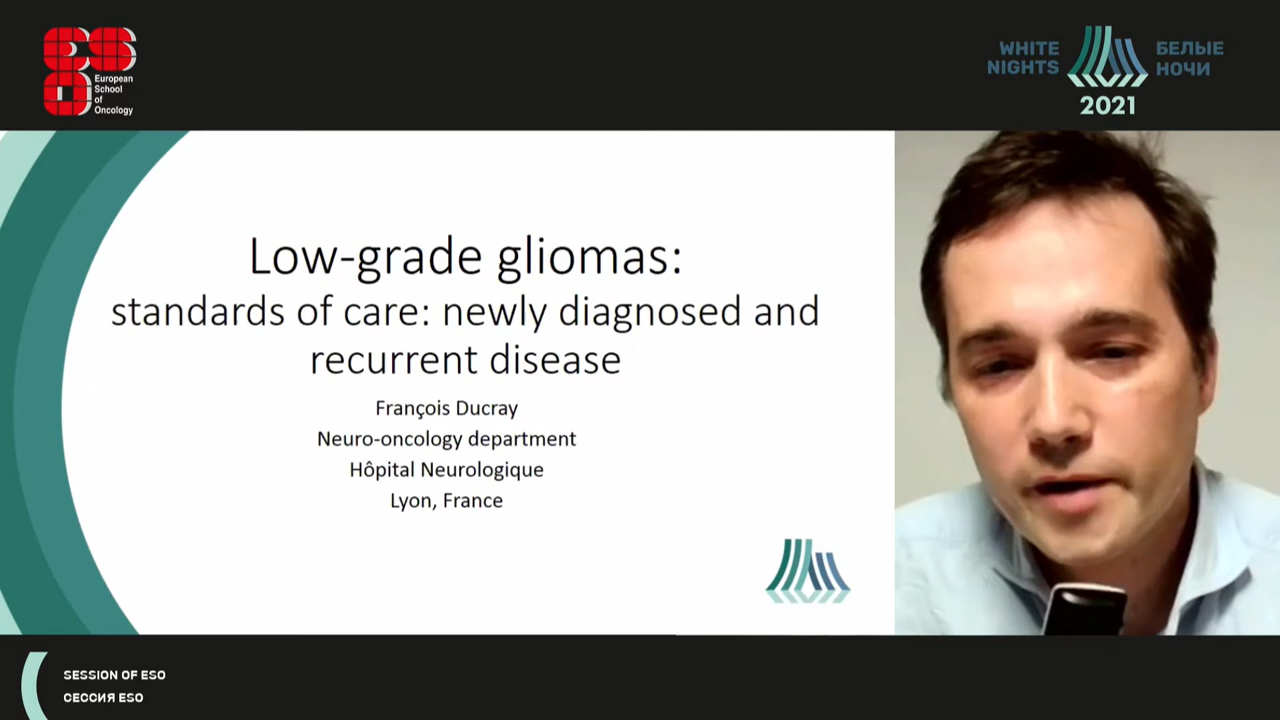 ESO
European
School
of
Oncology
WHITE
NIGHTS
БЕЛЫЕ
НОЧИ
2021
Low-grade gliomas:
standards of care: newly diagnosed and
recurrent disease
François Ducray
Neuro-oncology department
Hôpital Neurologique
Lyon, France
SESSION OF ESO
СЕССИЯ ESO